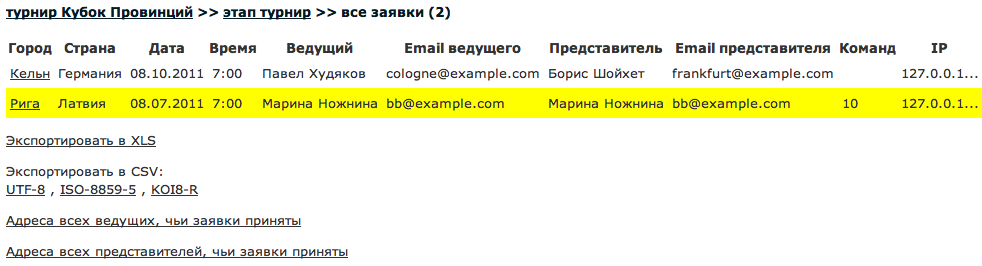 турнир Кубок Провинций >> этап турнир >> все заявки (2)
Город Страна Дата Время Ведущий Email ведущего Представитель Email представителя Команд IP
Кельн Германия 08.10.2011 7:00 Павел Худяков cologne@example.com Борис Шойхет frankfurt@example.com 127.0.0.1...
Рига Латвия 08.07.2011 7:00 Марина Ножнина bb@example.com Марина Ножнина bb@example.com 10 127.0.0.1...
Экспортировать в XLS
Экспортировать в CSV:
UTF-8 , ISO-8859-5 , KOI8-R
Адреса всех ведущих, чьи заявки приняты
Адреса всех представителей, чьи заявки приняты